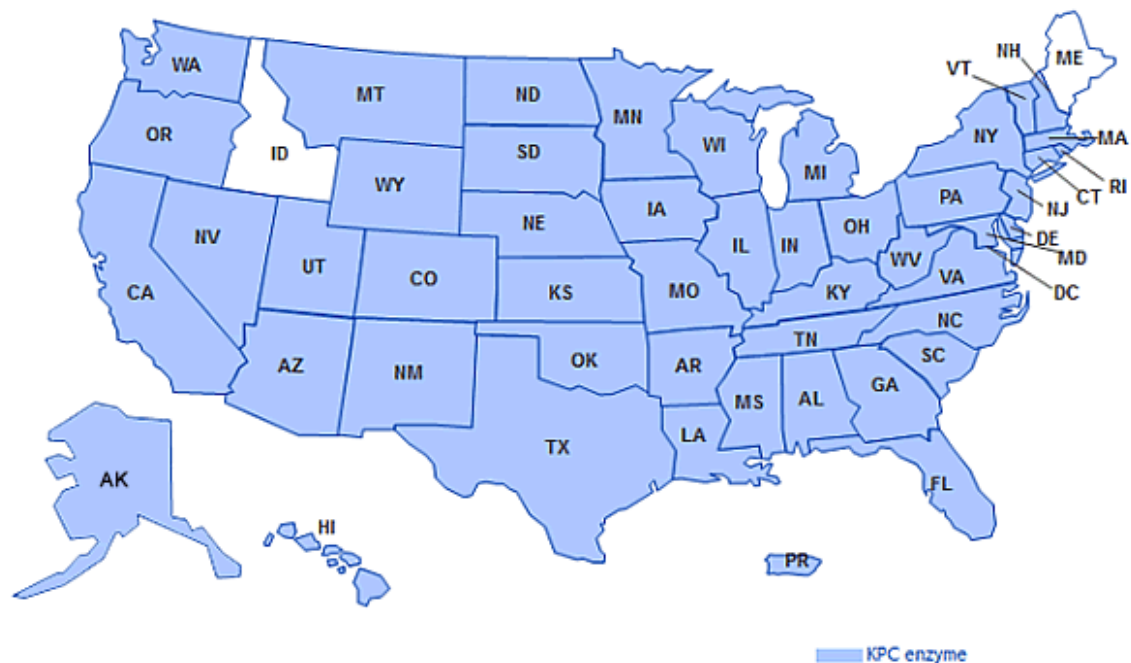 NH
ME
VT
WA
MT
ND
MN
OR
ID
SD
WI
NY
MA
WY
MI
RI
CT
IA
PA
NJ
NE
NV
UT
IL
IN
OH
DE
MD
WV
VA
DC
CA
CO
KS
MO
KY
NC
TN
OK
AR
SC
AZ
NM
MS
AL
GA
LA
TX
AK
FL
HI
PR
KPC enzyme